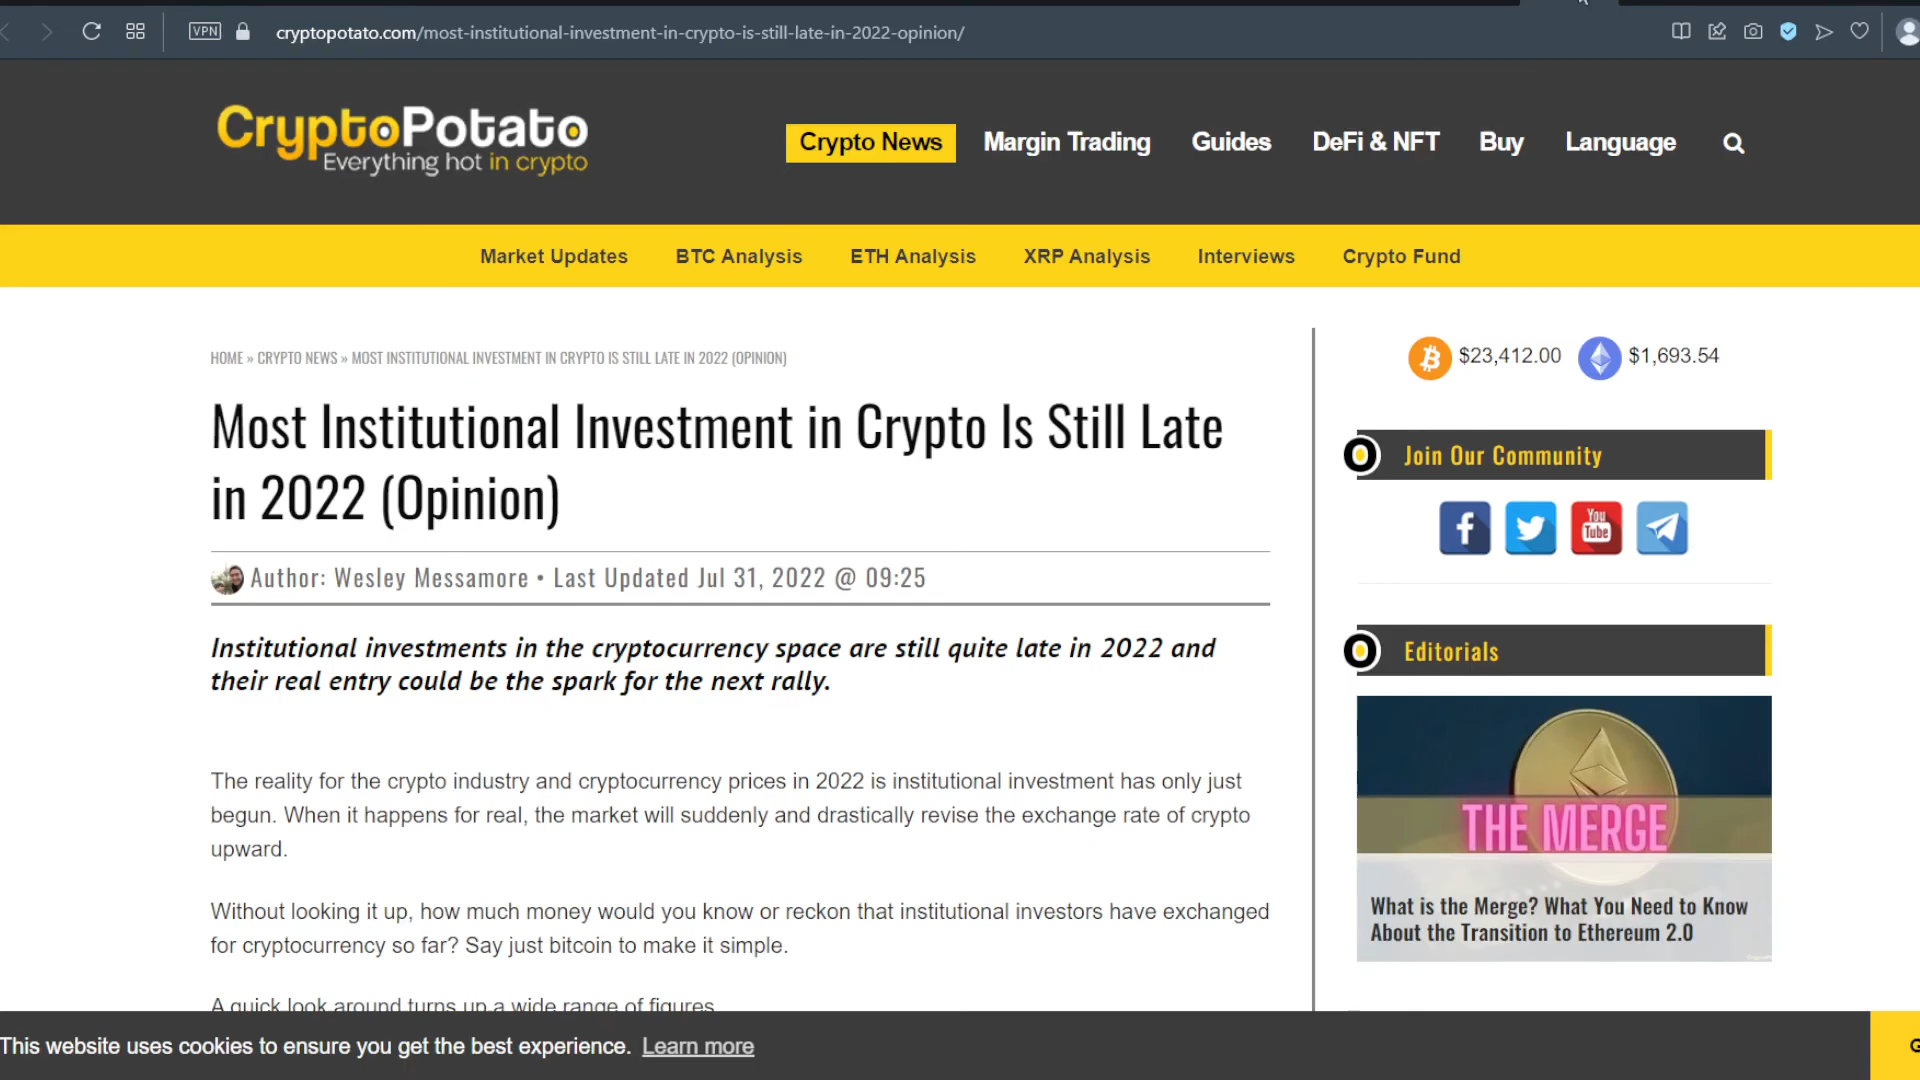 VPN
cryptopotato.com/most-institutional-investment-in-crypto-is-still-late-in-2022-opinion/
CryptoPotato
Everything hot in crypto
Crypto News
Margin Trading
Guides
DeFi & NFT
Buy
Language
Market Updates
BTC Analysis
ETH Analysis
XRP Analysis
Interviews
Crypto Fund
HOME » CRYPTO NEWS » MOST INSTITUTIONAL INVESTMENT IN CRYPTO IS STILL LATE IN 2022 (OPINION)
Most Institutional Investment in Crypto Is Still Late
in 2022 (Opinion)
Author: Wesley Messamore • Last Updated Jul 31, 2022 @ 09:25
Institutional investments in the cryptocurrency space are still quite late in 2022 and
their real entry could be the spark for the next rally.
The reality for the crypto industry and cryptocurrency prices in 2022 is institutional investment has only just
begun. When it happens for real, the market will suddenly and drastically revise the exchange rate of crypto
upward.
Without looking it up, how much money would you know or reckon that institutional investors have exchanged
for cryptocurrency so far? Say just bitcoin to make it simple.
A quick look around turns up a wide range of figures
$23,412.00
$1,693.54
Join Our Community
You
Tube
Editorials
THE MERGE
What is the Merge? What You Need to Know
About the Transition to Ethereum 2.0
This website uses cookies to ensure you get the best experience. Learn more